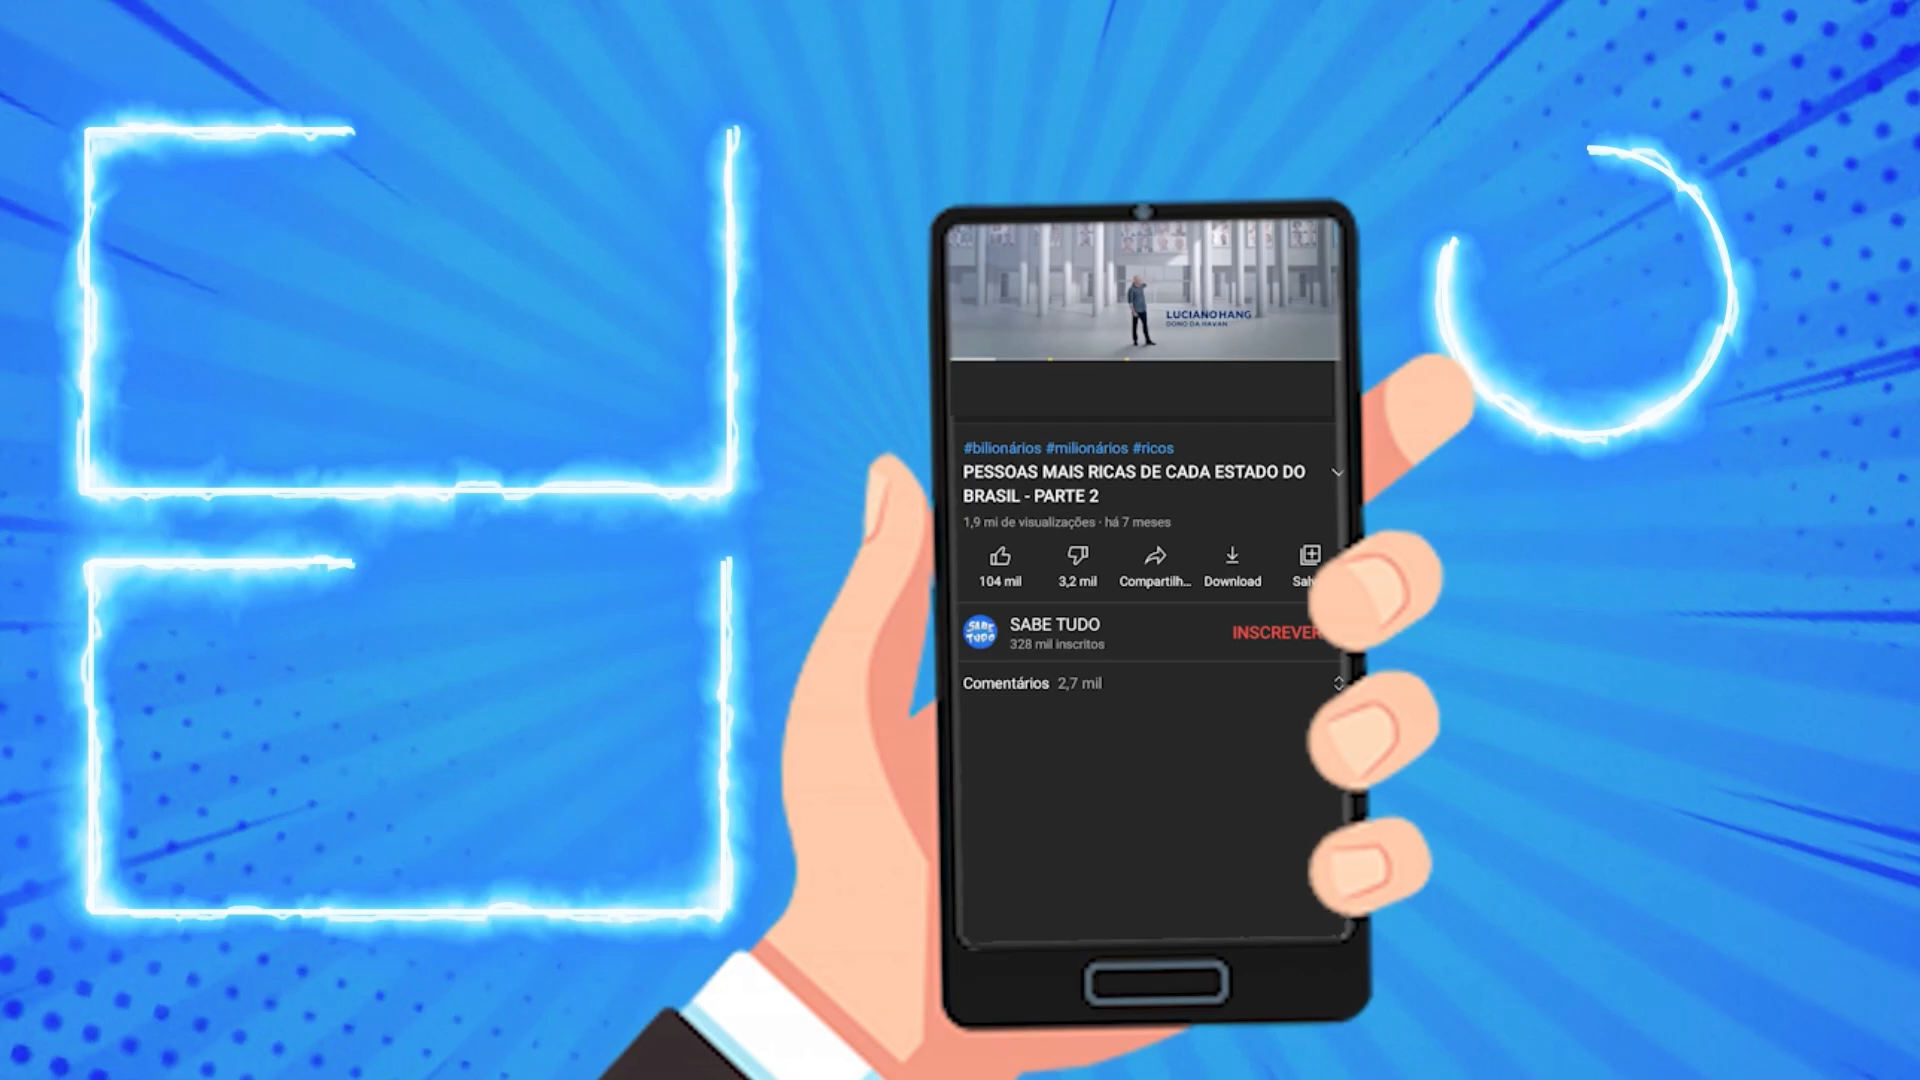 LUCIANO HANG
DONO DA HAVAN
#bilionários #milionários #ricos
PESSOAS MAIS RICAS DE CADA ESTADO DO
BRASIL - PARTE 2
1,9 mi de visualizações · há 7 meses
104 mil 3,2 mil Compartilh... Download Salv
SABE TUDO
SABE TUDO
328 mil inscritos
INSCREVER
Comentários 2,7 mil